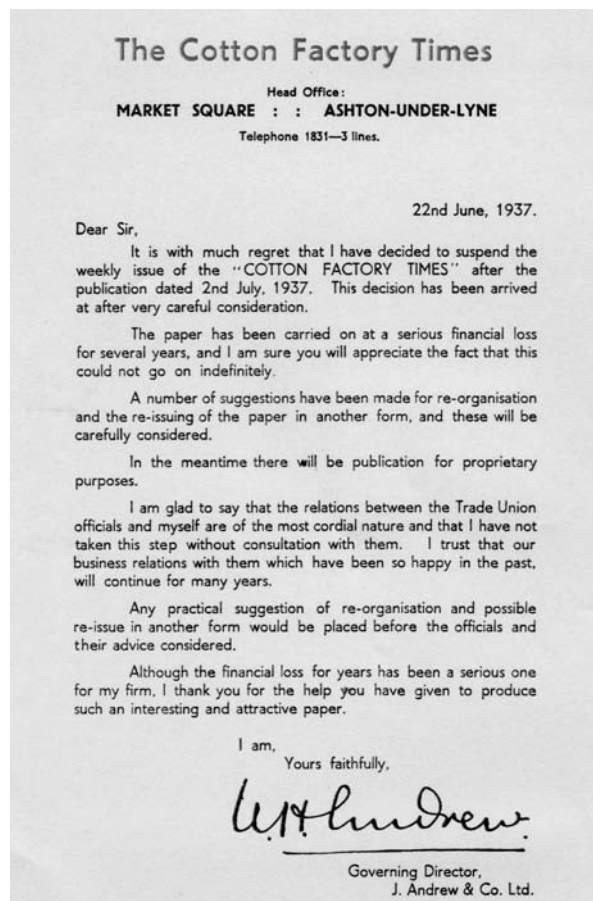 The Cotton Factory Times
Head Office:
MARKET SQUARE : : ASHTON-UNDER-LYNE
Telephone 1831—3 lines.
22nd June, 1937.
Dear Sir,
It is with much regret that I have decided to suspend the
weekly issue of the "COTTON FACTORY TIMES" after the
publication dated 2nd July, 1937. This decision has been arrived
at after very careful consideration.
The paper has been carried on at a serious financial loss
for several years, and I am sure you will appreciate the fact that this
could not go on indefinitely.
A number of suggestions have been made for re-organisation
and the re-issuing of the paper in another form, and these will be
carefully considered.
In the meantime there will be publication for proprietary
purposes.
I am glad to say that the relations between the Trade Union
officials and myself are of the most cordial nature and that I have not
taken this step without consultation with them. I trust that our
business relations with them which have been so happy in the past,
will continue for many years.
Any practical suggestion of re-organisation and possible
re-issue in another form would be placed before the officials and
their advice considered.
Although the financial loss for years has been a serious one
for my firm, I thank you for the help you have given to produce
such an interesting and attractive paper.
I am,
Yours faithfully,
W.H. Andrew.
Governing Director,
J. Andrew & Co. Ltd.